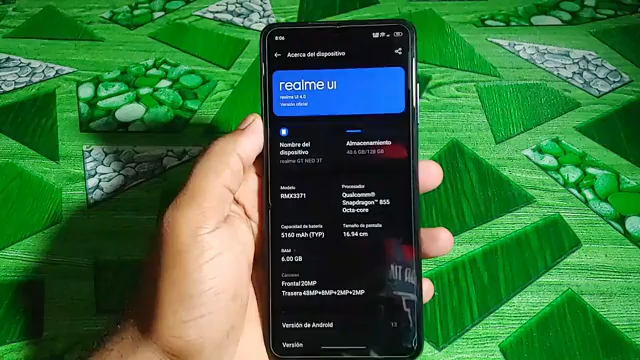 8:06
Acerca del dispositivo
realme UI
realme UI 4.0
Versión oficial
Nombre del dispositivo
realme GT NEO 3T
Almacenamiento
43.6 GB/128 GB
Modelo
RMX3371
Procesador
Qualcomm®
Snapdragon™ 855
Octa-core
Capacidad de batería
5160 mAh (TYP)
Tamaño de pantalla
16.94 cm
RAM
6.00 GB
Cámaras
Frontal 20MP
Trasera 48MP+8MP+2MP+2MP
Versión de Android
13
Versión